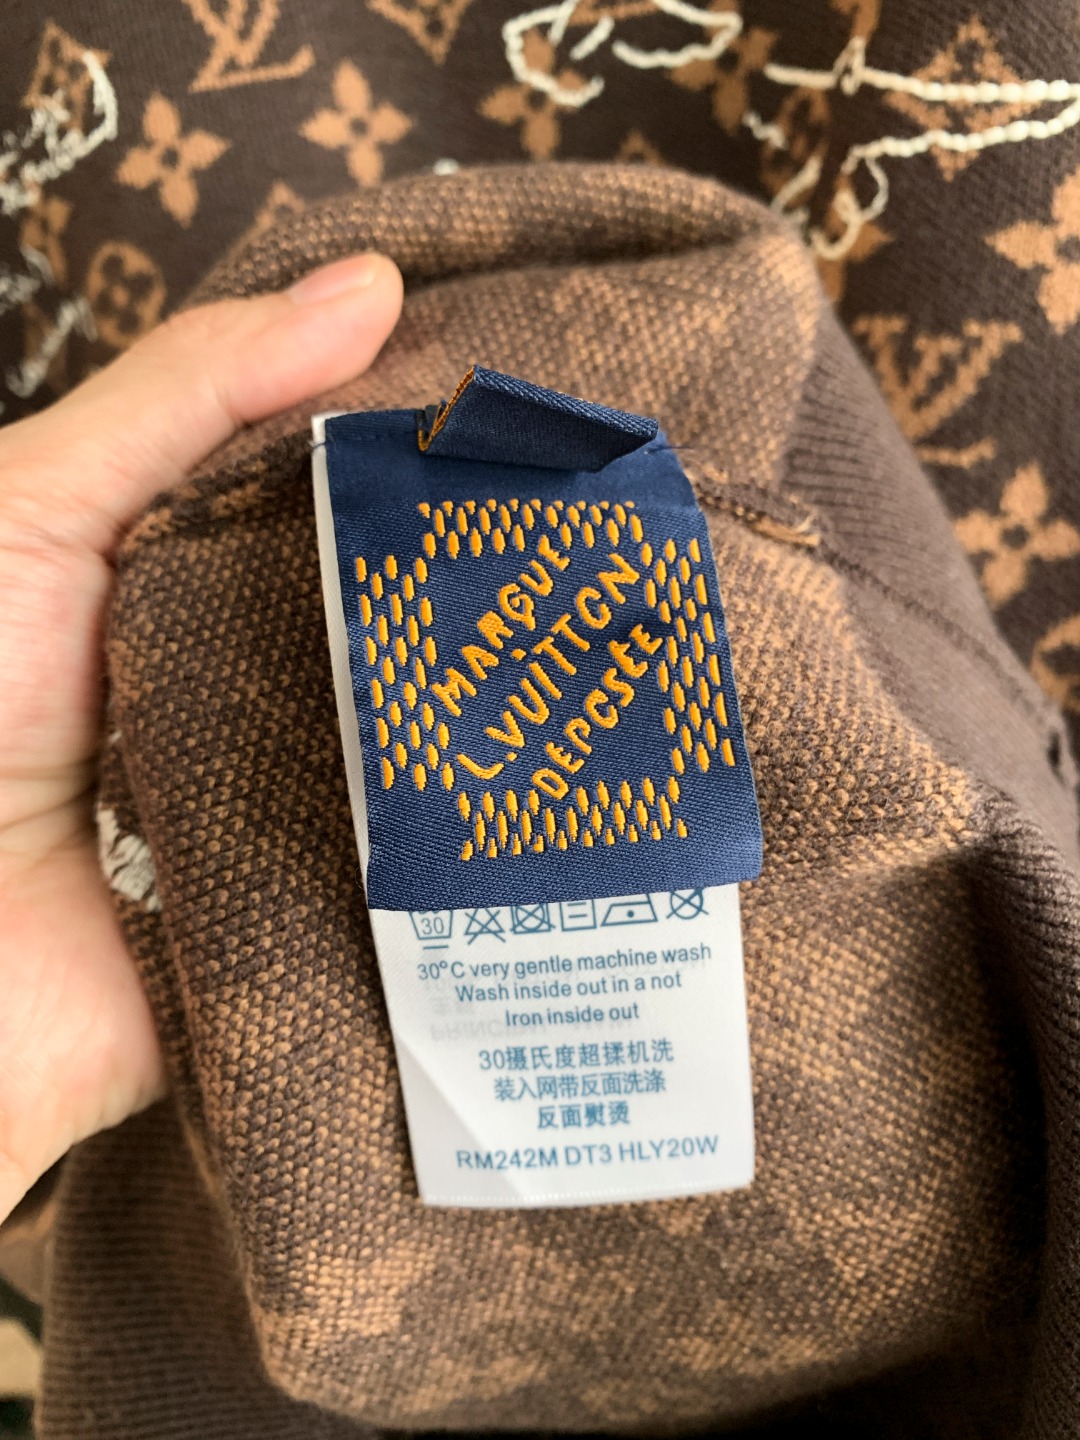 MARQUE
L.VUITTON
DEPOSÉE
30
30°C very gentle machine wash
Wash inside out in a not
Iron inside out
30摄氏度超揉机洗
装入网带反面洗涤
反面熨烫
RM242M DT3 HLY20W